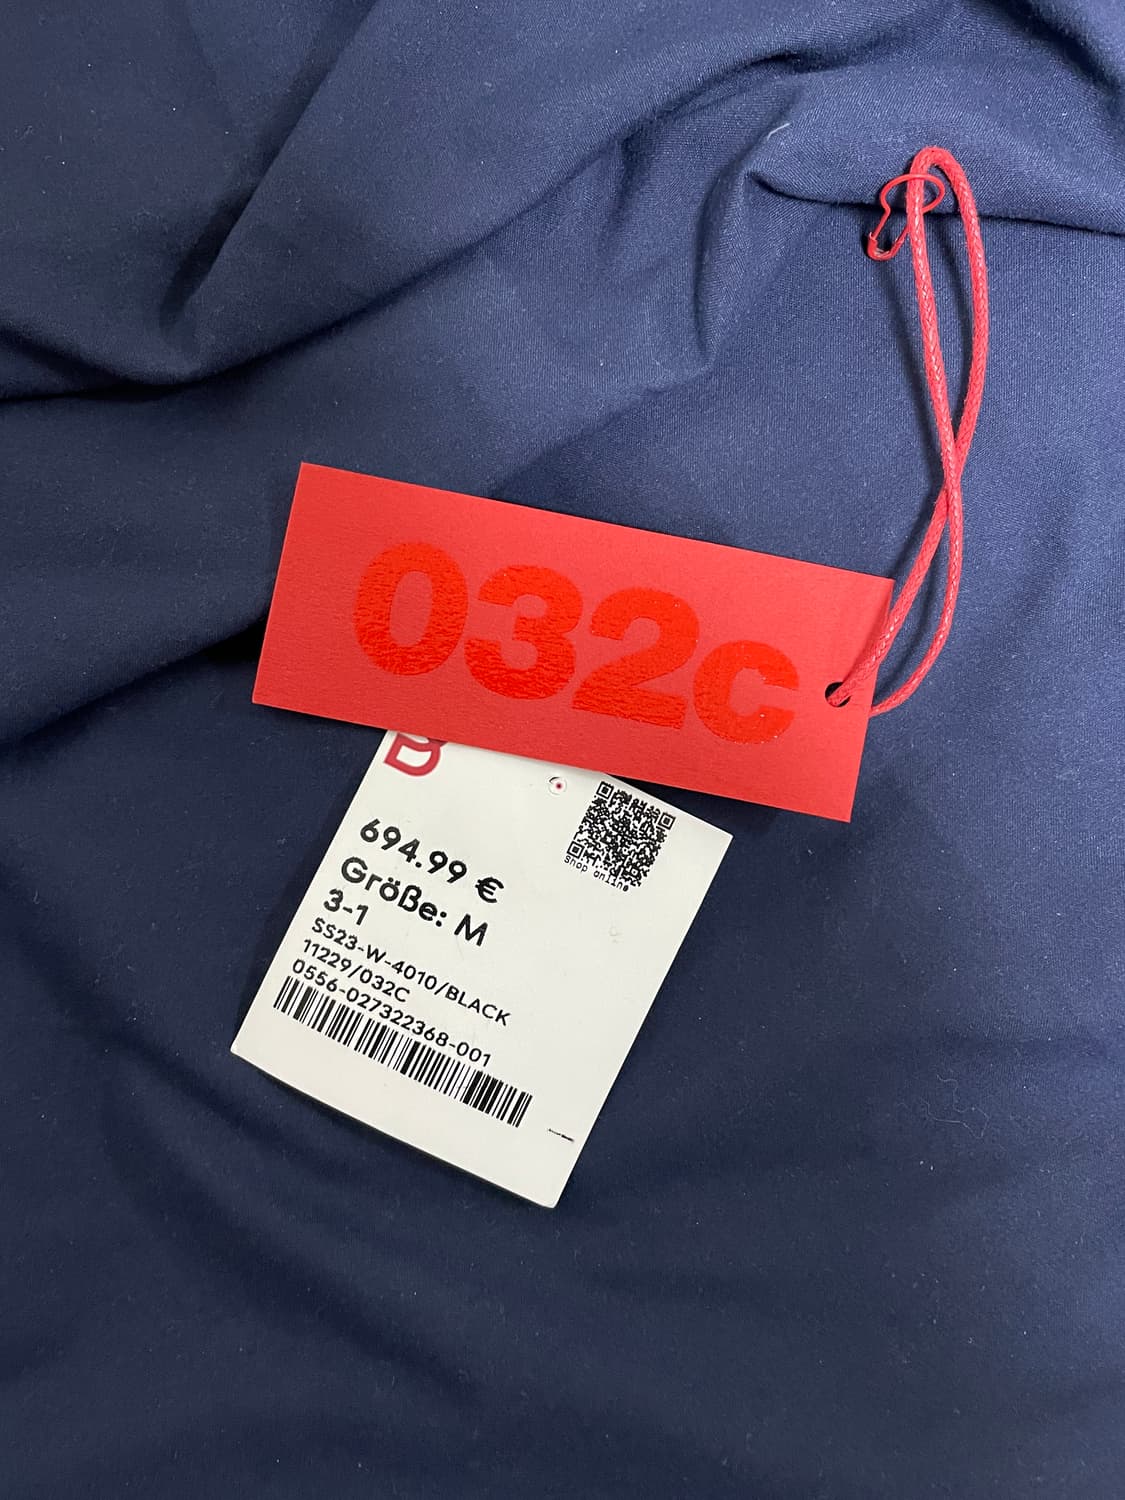 032c
B
694.99 €
Größe: M
3-1
SS23-W-4010/BLACK
11229/032C
0556-027322368-001
Shop online